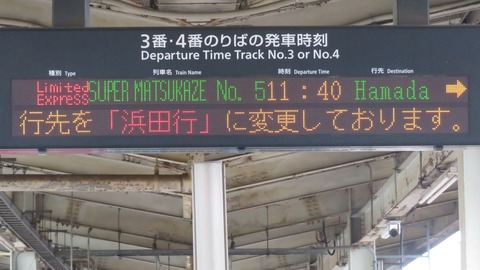 3番・4番のりばの発車時刻
Departure Time Track No.3 or No.4
種別 Type 列車名 Train Name 時刻 Departure Time 行先 Destination
Limited Express SUPER MATSUKAZE No. 5 11:40 Hamada →
行先を「浜田行」に変更しております。